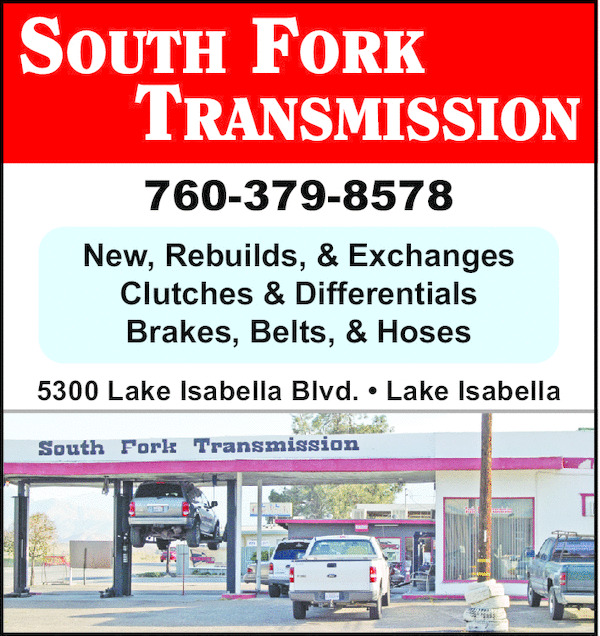 South Fork
Transmission
760-379-8578
New, Rebuilds, & Exchanges
Clutches & Differentials
Brakes, Belts, & Hoses
5300 Lake Isabella Blvd. • Lake Isabella
South Fork Transmission